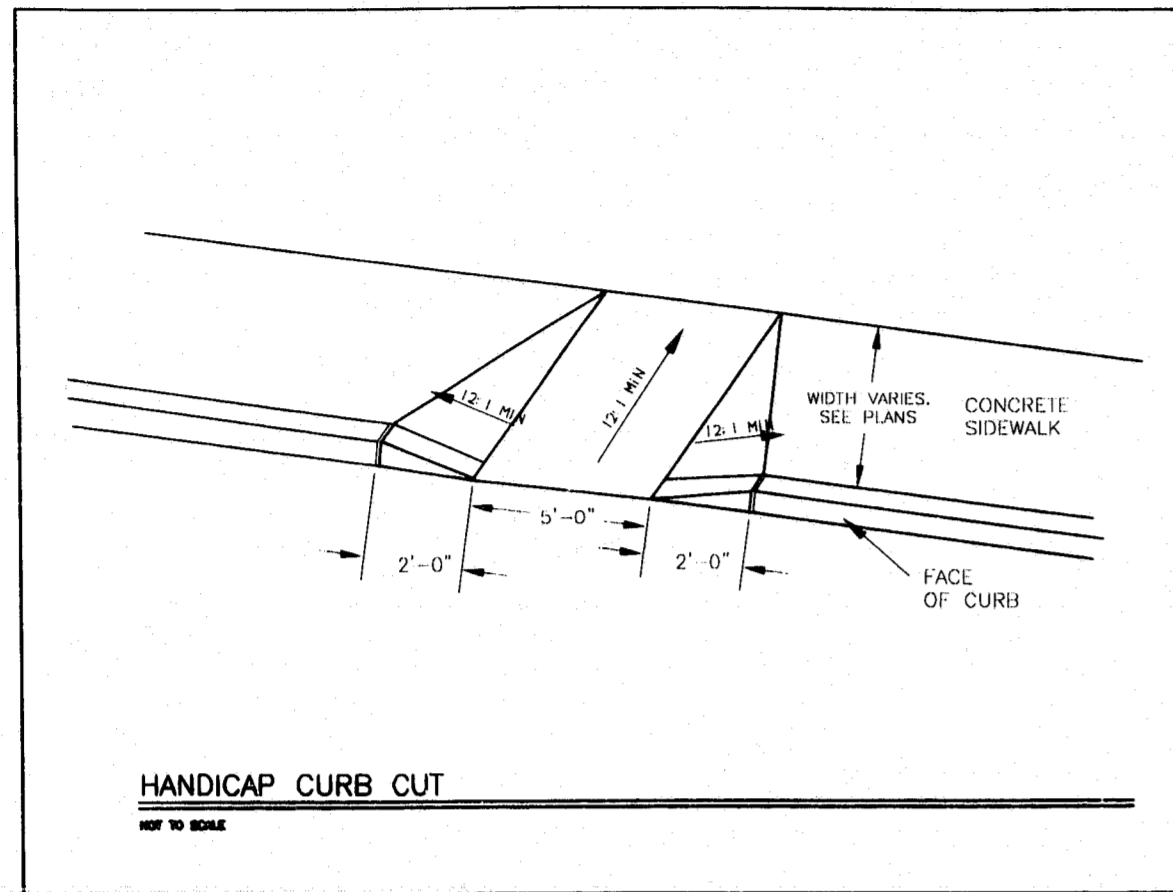 12:1 MIN
12:1 MIN
12:1 MIN
WIDTH VARIES.
SEE PLANS
CONCRETE
SIDEWALK
5'-0"
2'-0"
2'-0"
FACE
OF CURB
HANDICAP CURB CUT
NOT TO SCALE